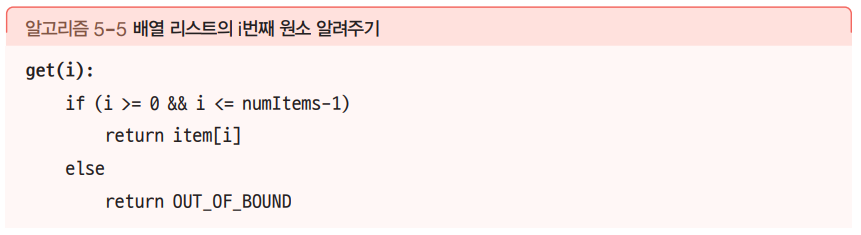 알고리즘 5-5 배열 리스트의 i번째 원소 알려주기
get(i):
if (i >= 0 && i <= numItems-1)
return item[i]
else
return OUT_OF_BOUND